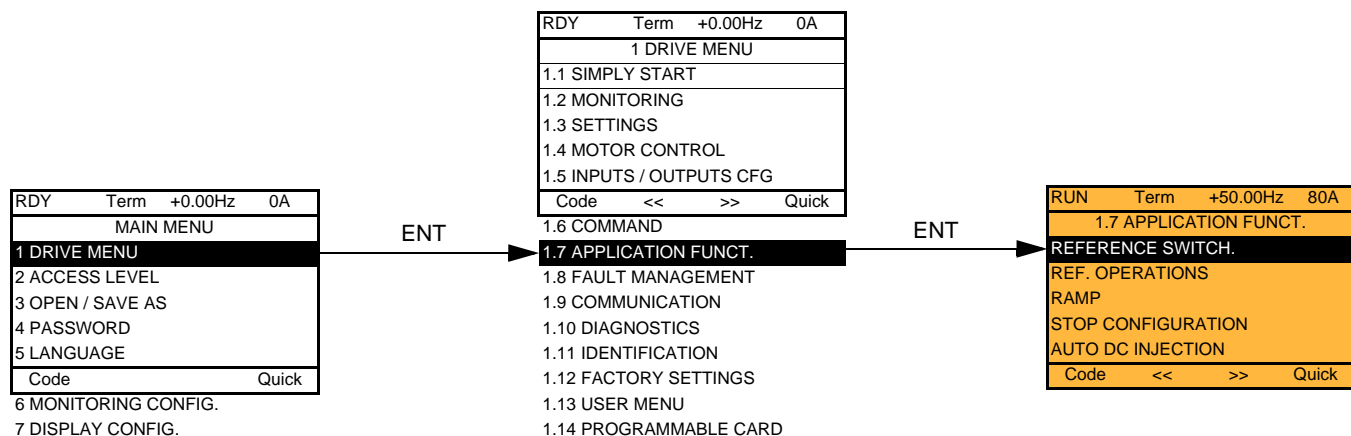 RDY Term +0.00Hz 0A
MAIN MENU
1 DRIVE MENU
2 ACCESS LEVEL
3 OPEN / SAVE AS
4 PASSWORD
5 LANGUAGE
Code Quick
6 MONITORING CONFIG.
7 DISPLAY CONFIG.
ENT
RDY Term +0.00Hz 0A
1 DRIVE MENU
1.1 SIMPLY START
1.2 MONITORING
1.3 SETTINGS
1.4 MOTOR CONTROL
1.5 INPUTS / OUTPUTS CFG
Code << >> Quick
1.6 COMMAND
1.7 APPLICATION FUNCT.
1.8 FAULT MANAGEMENT
1.9 COMMUNICATION
1.10 DIAGNOSTICS
1.11 IDENTIFICATION
1.12 FACTORY SETTINGS
1.13 USER MENU
1.14 PROGRAMMABLE CARD
ENT
RUN Term +50.00Hz 80A
1.7 APPLICATION FUNCT.
REFERENCE SWITCH.
REF. OPERATIONS
RAMP
STOP CONFIGURATION
AUTO DC INJECTION
Code << >> Quick